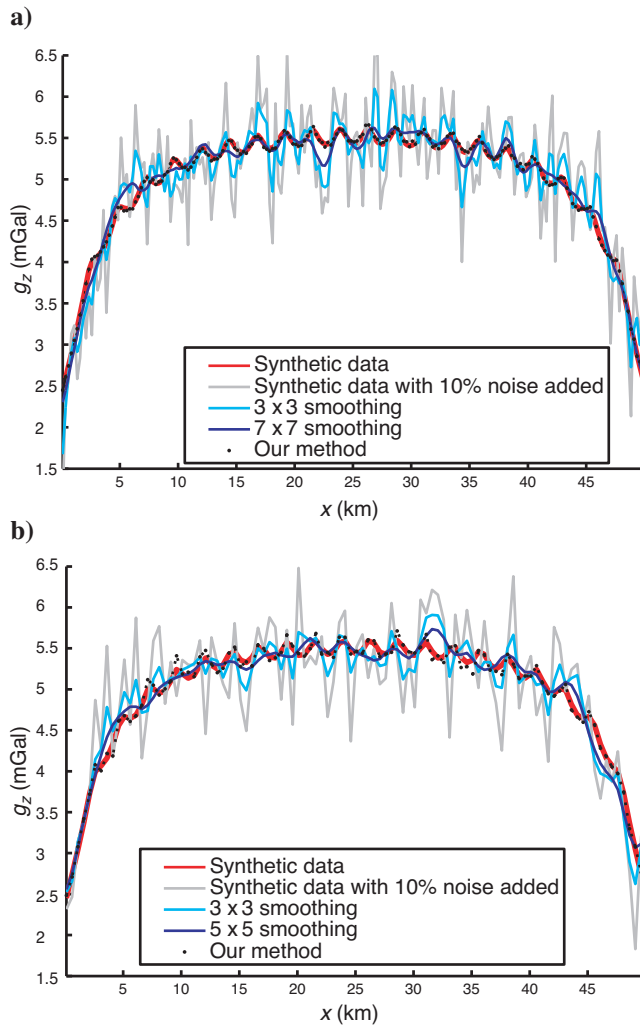 a)
6.5
6
5.5
5
4.5
4
3.5
3
2.5
2
1.5
g_z (mGal)
Synthetic data
Synthetic data with 10% noise added
3 x 3 smoothing
7 x 7 smoothing
Our method
5 10 15 20 25 30 35 40 45
x (km)
b)
6.5
6
5.5
5
4.5
4
3.5
3
2.5
2
1.5
g_z (mGal)
Synthetic data
Synthetic data with 10% noise added
3 x 3 smoothing
5 x 5 smoothing
Our method
5 10 15 20 25 30 35 40 45
x (km)